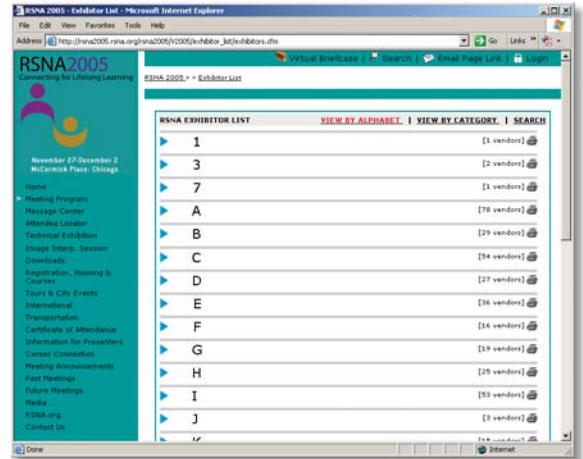 RSNA 2005 - Exhibitor List - Microsoft Internet Explorer
File Edit View Favorites Tools Help
Address http://rsna2005.rsna.org/rsna2005/V2005/exhibitor_list/exhibitors.cfm Go Links »
RSNA2005
Connecting for Lifelong Learning
November 27-December 2
McCormick Place- Chicago
Home
Meeting Program
Message Center
Attendee Locator
Technical Exhibition
Image Interp. Session
Downloads
Registration, Housing &
Courses
Tours & City Events
International
Transportation
Certificate of Attendance
Information for Presenters
Career Connection
Meeting Announcements
Past Meetings
Future Meetings
Media
RSNA.org
Contact Us
Virtual Briefcase | Search | Email Page Link | Login
RSNA 2005 > > Exhibitor List
RSNA EXHIBITOR LIST VIEW BY ALPHABET | VIEW BY CATEGORY | SEARCH
1 [1 vendors]
3 [2 vendors]
7 [1 vendors]
A [78 vendors]
B [29 vendors]
C [54 vendors]
D [27 vendors]
E [36 vendors]
F [16 vendors]
G [19 vendors]
H [25 vendors]
I [53 vendors]
J [3 vendors]
K
Done Internet